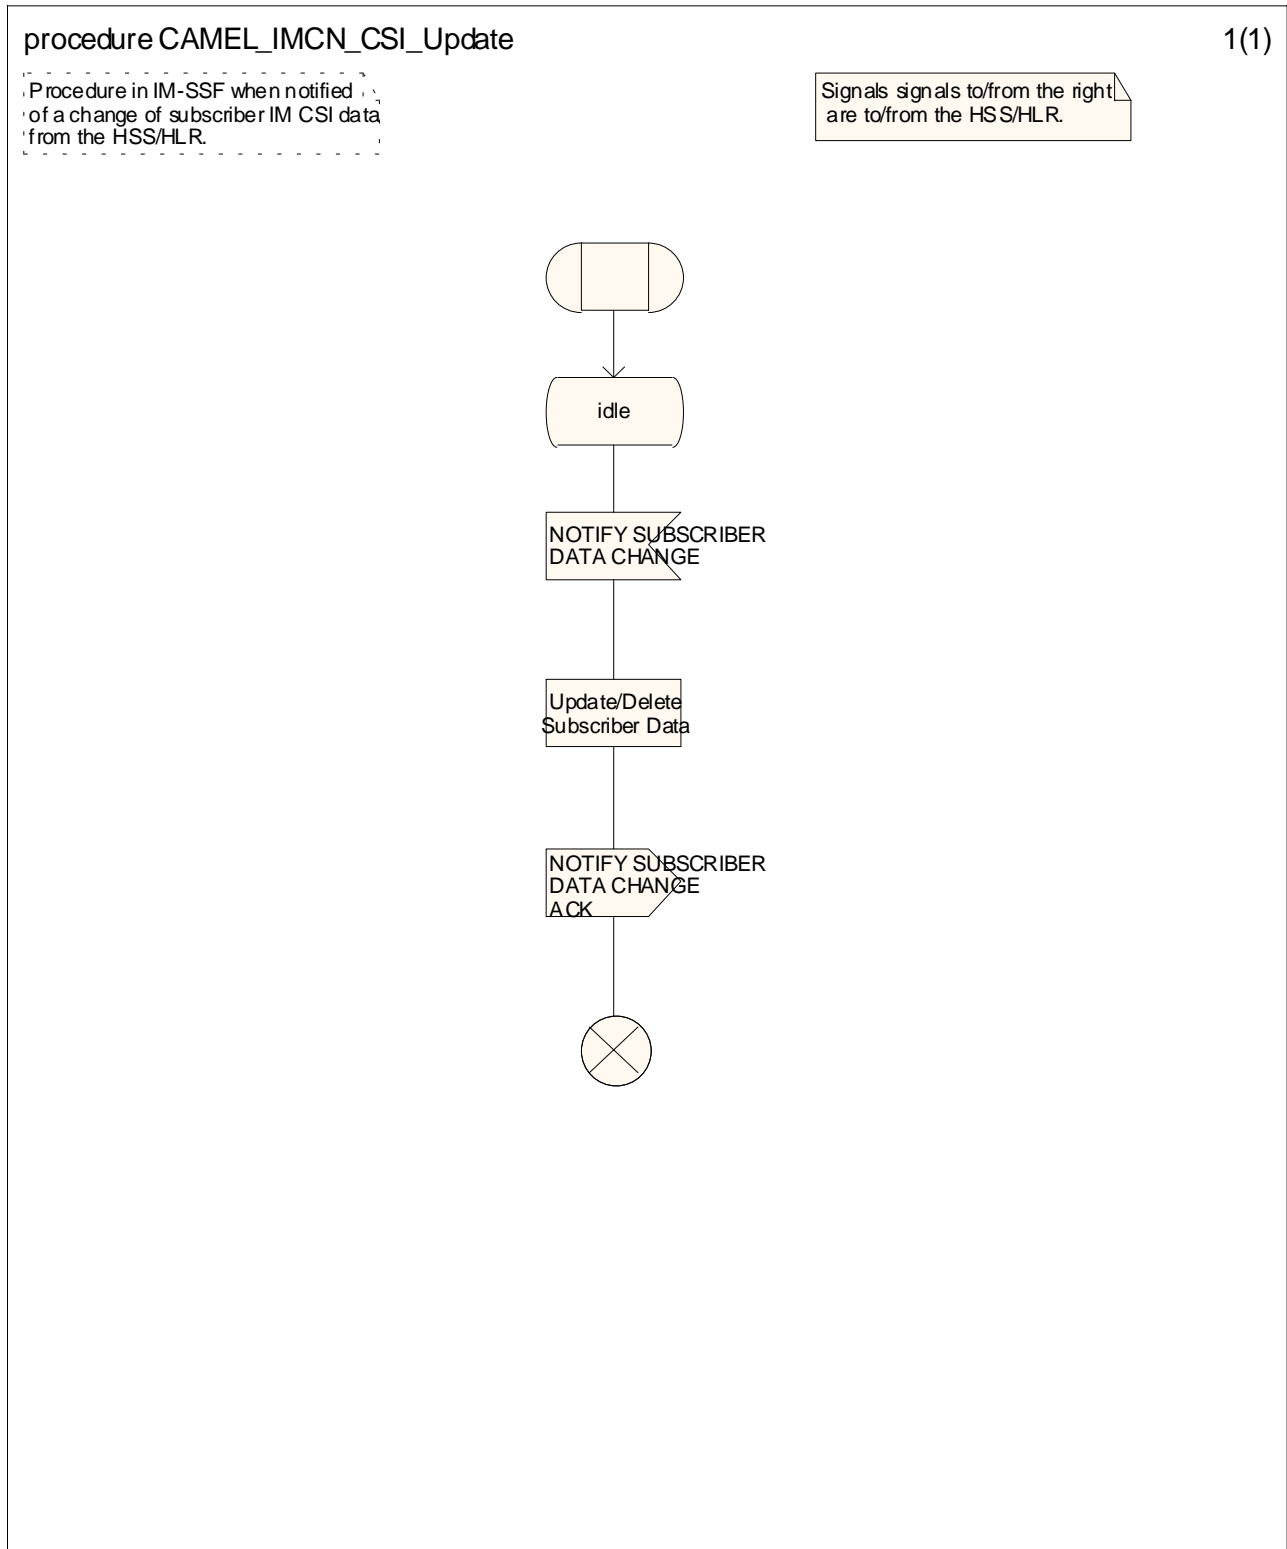 procedure CAMEL_IMCN_CSI_Update
1(1)
Procedure in IM-SSF when notified
of a change of subscriber IM CSI data
from the HSS/HLR.
Signals signals to/from the right
are to/from the HSS/HLR.
idle
NOTIFY SUBSCRIBER
DATA CHANGE
Update/Delete
Subscriber Data
NOTIFY SUBSCRIBER
DATA CHANGE
ACK